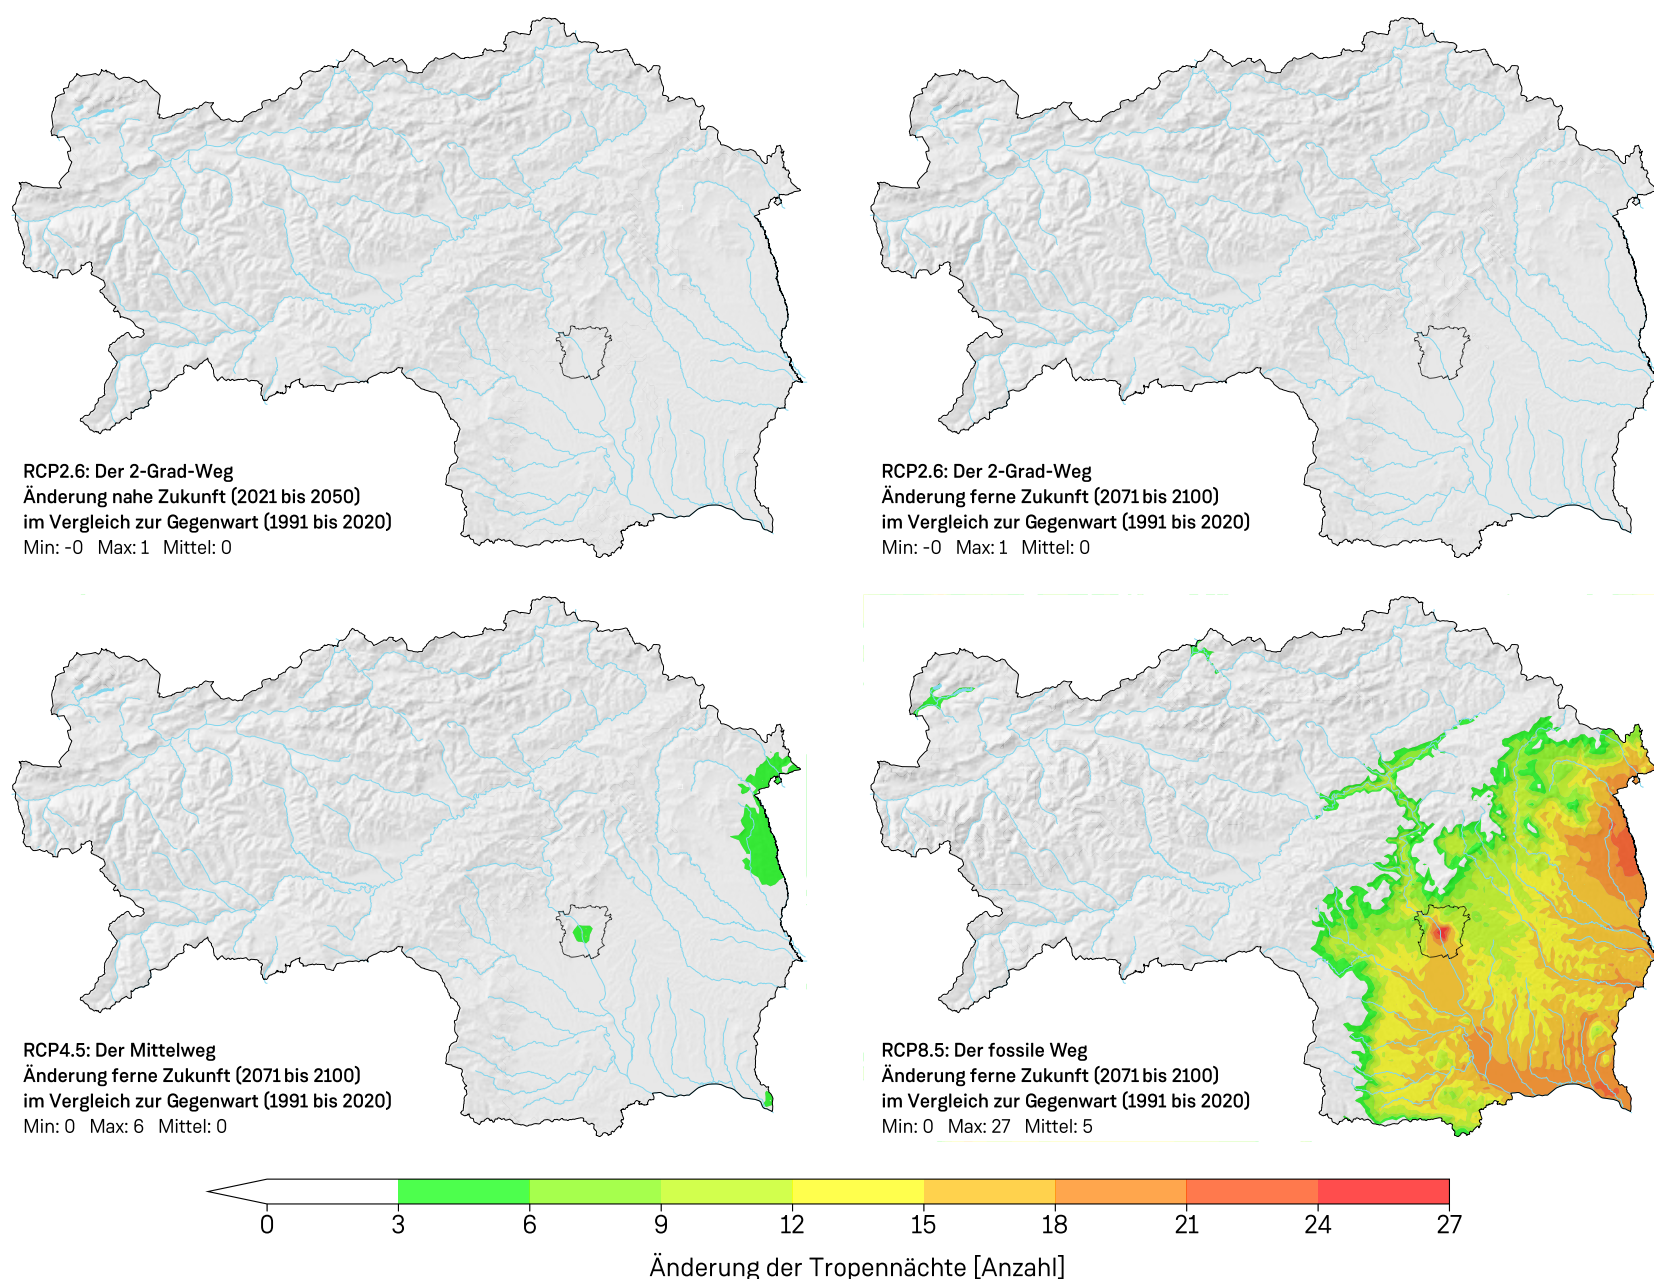 RCP2.6: Der 2-Grad-Weg
Änderung nahe Zukunft (2021 bis 2050)
im Vergleich zur Gegenwart (1991 bis 2020)
Min: -0 Max: 1 Mittel: 0
RCP2.6: Der 2-Grad-Weg
Änderung ferne Zukunft (2071 bis 2100)
im Vergleich zur Gegenwart (1991 bis 2020)
Min: -0 Max: 1 Mittel: 0
RCP4.5: Der Mittelweg
Änderung ferne Zukunft (2071 bis 2100)
im Vergleich zur Gegenwart (1991 bis 2020)
Min: 0 Max: 6 Mittel: 0
RCP8.5: Der fossile Weg
Änderung ferne Zukunft (2071 bis 2100)
im Vergleich zur Gegenwart (1991 bis 2020)
Min: 0 Max: 27 Mittel: 5
0 3 6 9 12 15 18 21 24 27
Änderung der Tropennächte [Anzahl]